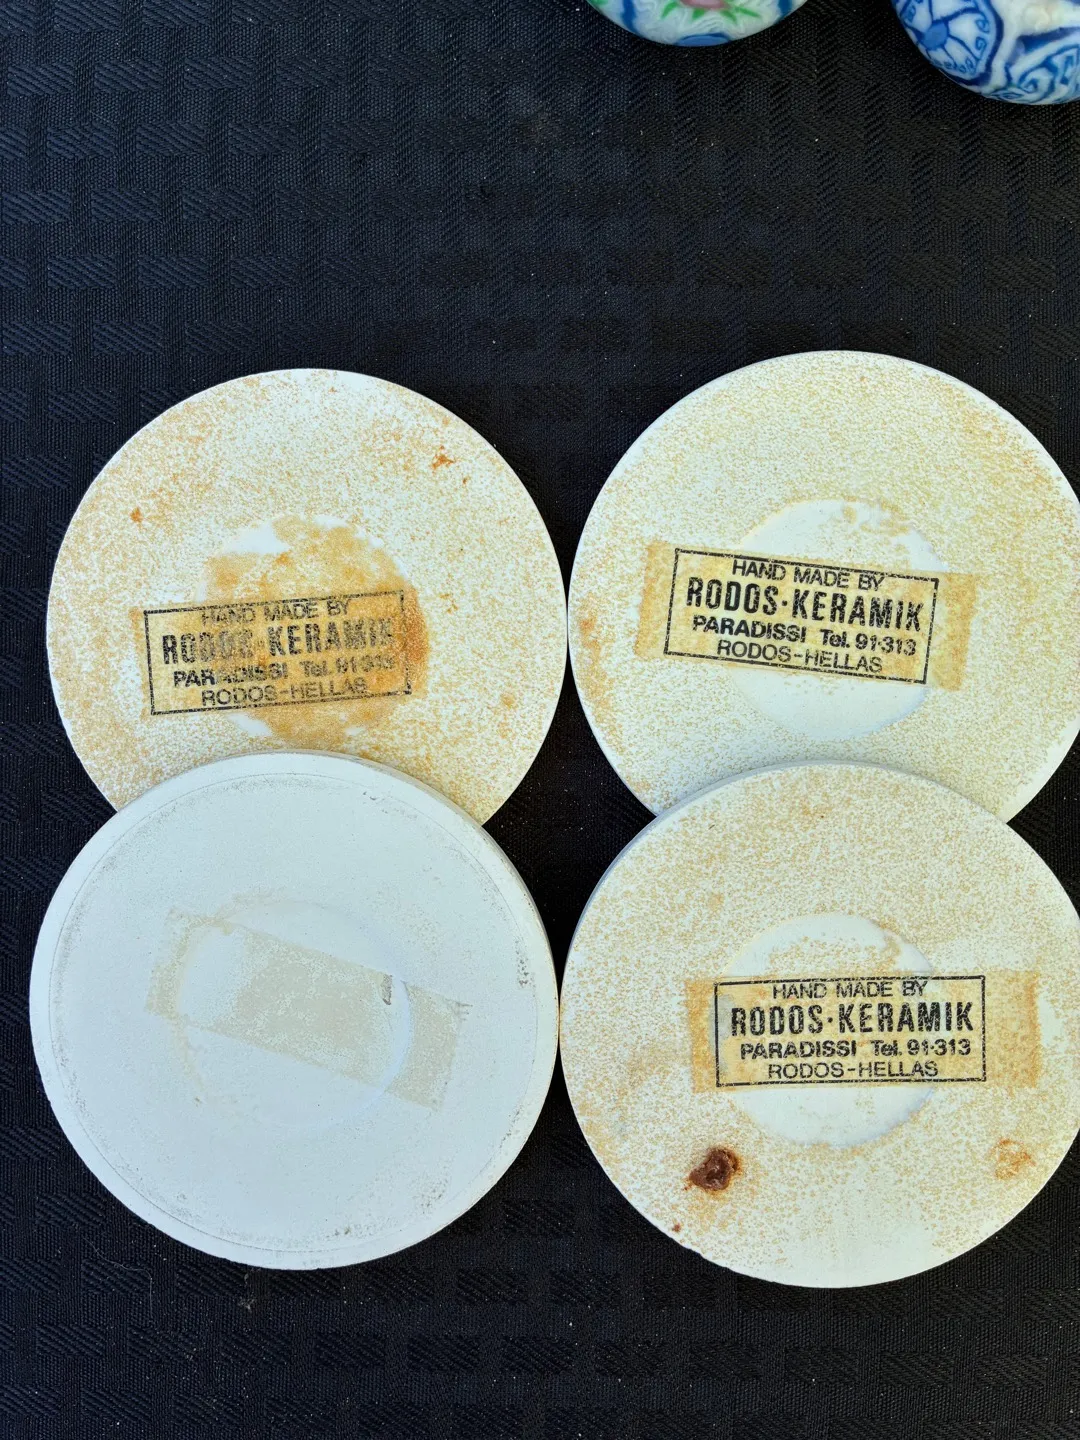 HAND MADE BY
RODOS·KERAMIK
PARADISSI Tel. 91·313
RODOS-HELLAS
HAND MADE BY
RODOS·KERAMIK
PARADISSI Tel. 91·313
RODOS-HELLAS
HAND MADE BY
RODOS·KERAMIK
PARADISSI Tel. 91·313
RODOS-HELLAS